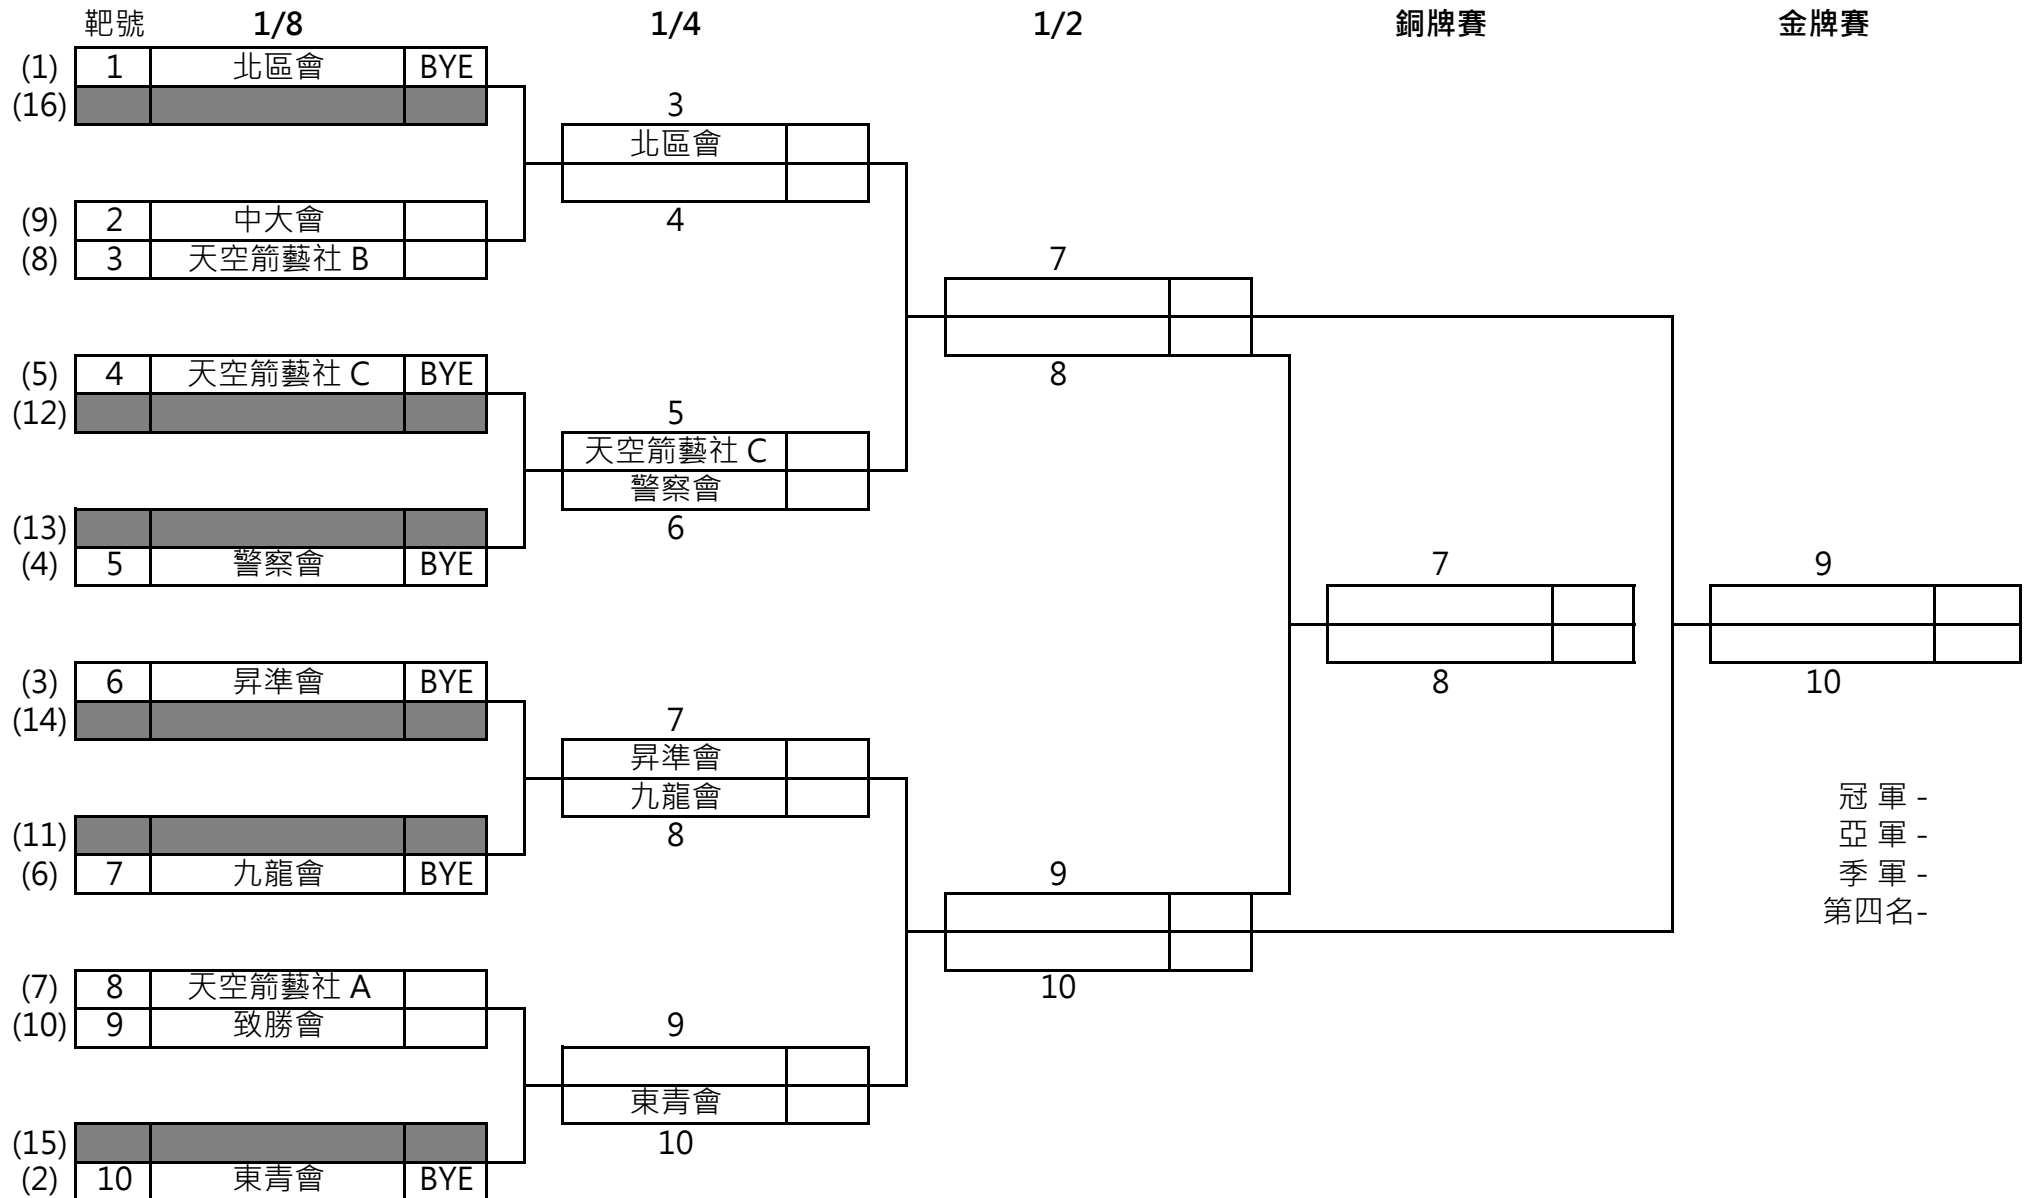 靶號 1/8 1/4 1/2 銅牌賽 金牌賽
(1) 1 北區會 BYE
(16) 3
北區會
(9) 2 中大會 4
(8) 3 天空箭藝社 B 7
(5) 4 天空箭藝社 C BYE 8
(12) 5
天空箭藝社 C
警察會
(13) 6
(4) 5 警察會 BYE 7 9
(3) 6 昇準會 BYE 8 10
(14) 7
昇準會
九龍會 冠 軍 -
(11) 8 亞 軍 -
(6) 7 九龍會 BYE 9 季 軍 -
第四名-
(7) 8 天空箭藝社 A 10
(10) 9 致勝會 9
東青會
(15) 10
(2) 10 東青會 BYE